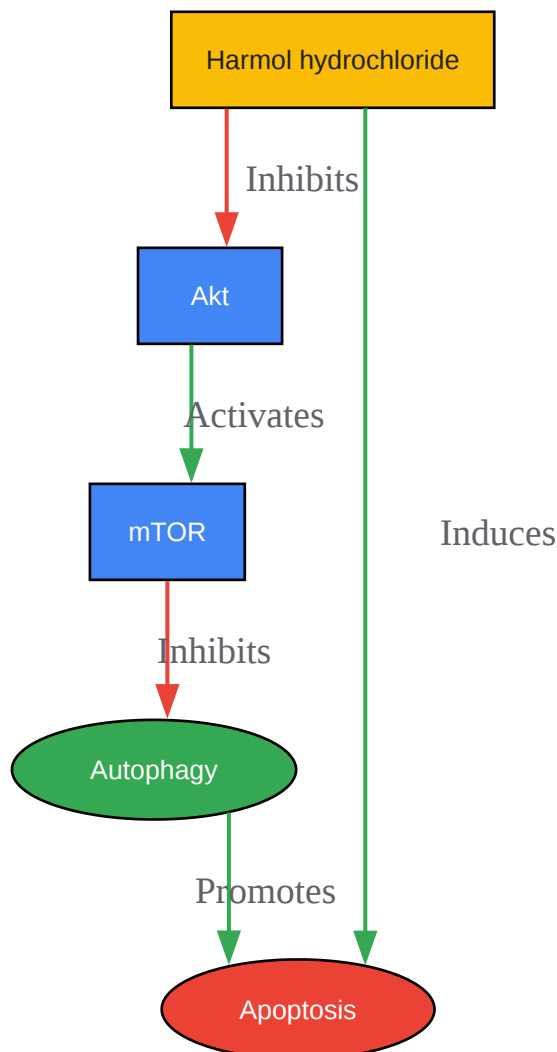 Harmol hydrochloride
Inhibits
Akt
Activates
mTOR
Induces
Inhibits
Autophagy
Promotes
Apoptosis